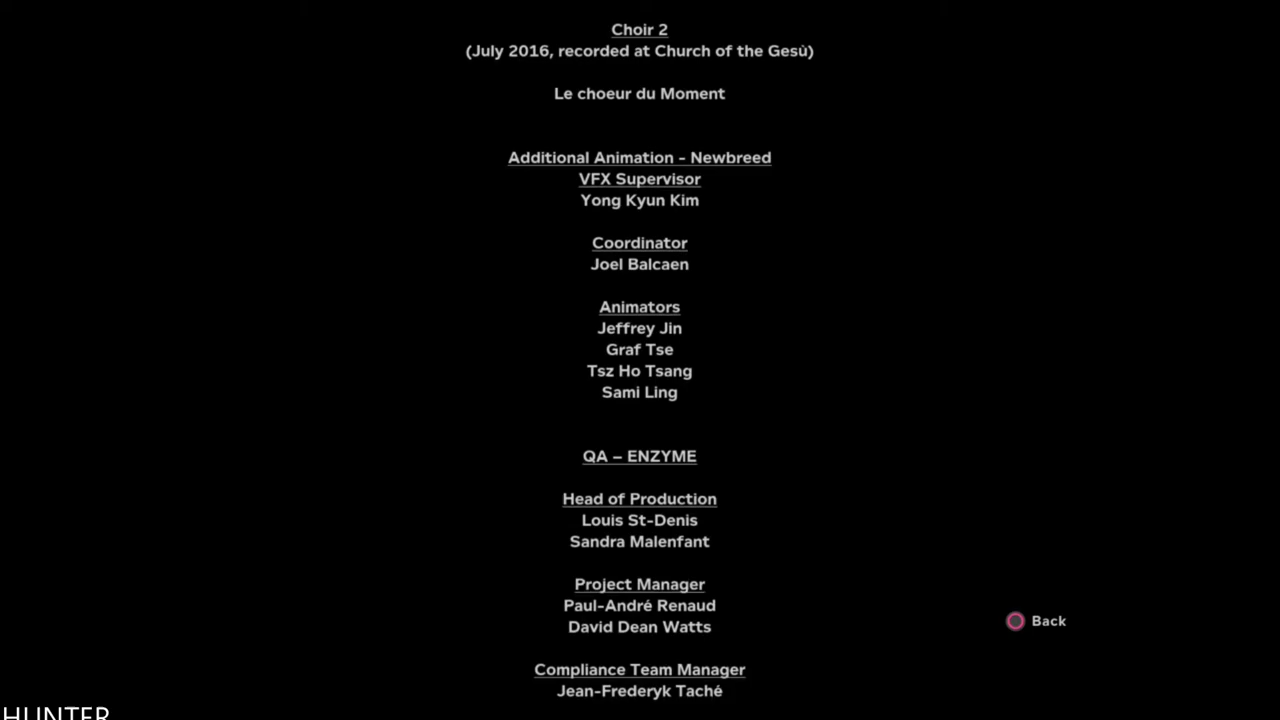 Choir 2
(July 2016, recorded at Church of the Gesù)
Le choeur du Moment
Additional Animation - Newbreed
VFX Supervisor
Yong Kyun Kim
Coordinator
Joel Balcaen
Animators
Jeffrey Jin
Graf Tse
Tsz Ho Tsang
Sami Ling
QA – ENZYME
Head of Production
Louis St-Denis
Sandra Malenfant
Project Manager
Paul-André Renaud
David Dean Watts
Back
Compliance Team Manager
Jean-Frederyk Taché
HUNTER